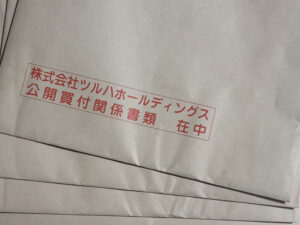 株式会社ツルハホールディングス
公開買付関係書類　在中